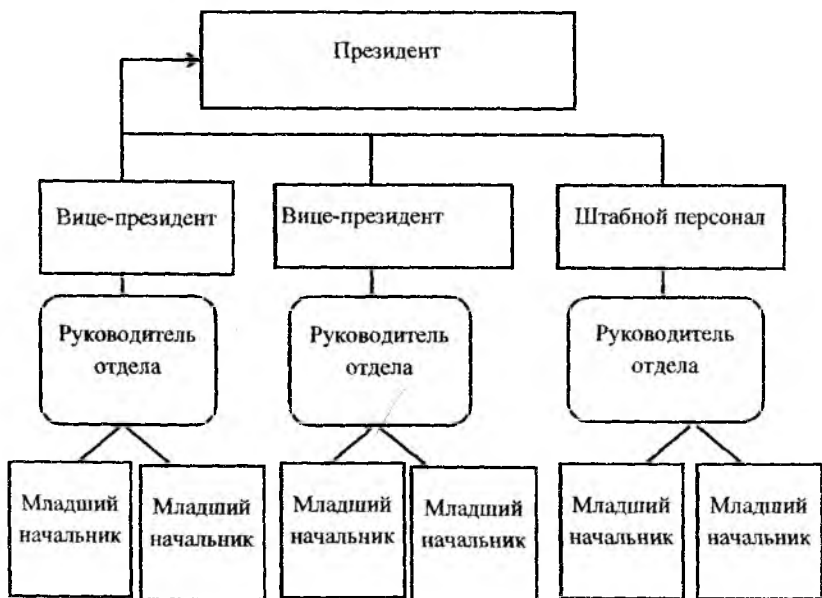 Президент
Вице-президент
Вице-президент
Штабной персонал
Руководитель
отдела
Руководитель
отдела
Руководитель
отдела
Младший
начальник
Младший
начальник
Младший
начальник
Младший
начальник
Младший
начальник
Младший
начальник